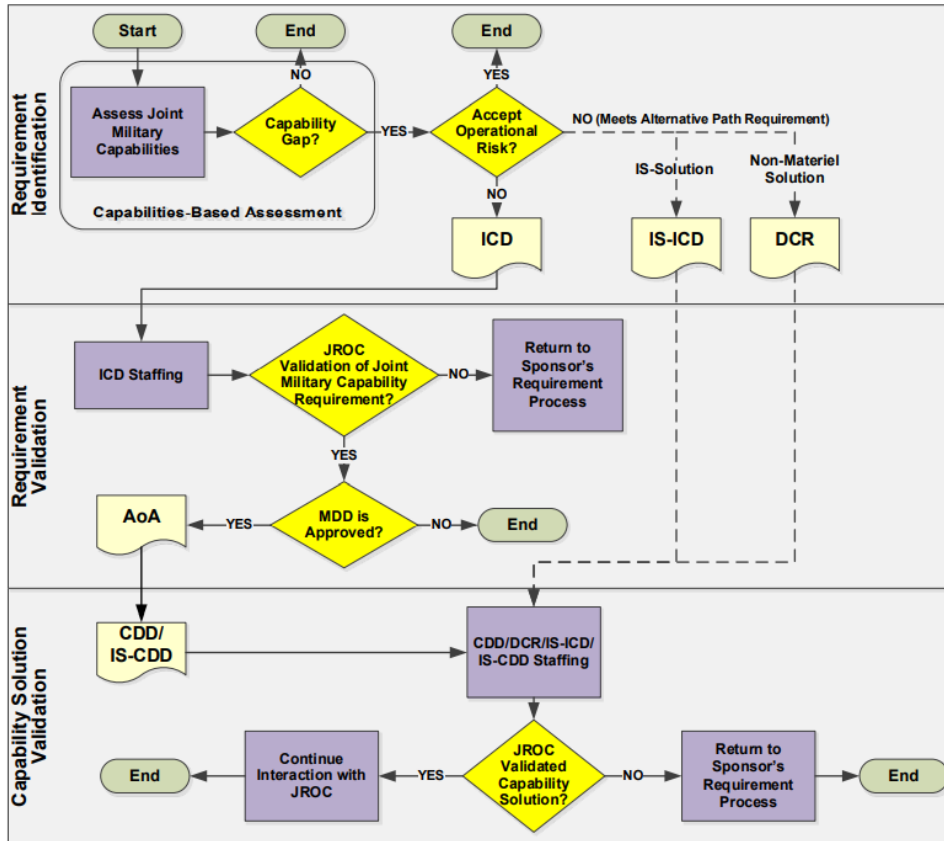 Requirement
Identification
Start
End
End
NO
YES
Assess Joint
Military
Capabilities
Capability
Gap?
YES
Accept
Operational
Risk?
NO (Meets Alternative Path Requirement)
IS-Solution
Non-Materiel
Solution
NO
Capabilities-Based Assessment
ICD
IS-ICD
DCR
Requirement
Validation
ICD Staffing
JROC
Validation of Joint
Military Capability
Requirement?
NO
Return to
Sponsor's
Requirement
Process
YES
AoA
YES
MDD is
Approved?
NO
End
Capability Solution
Validation
CDD/
IS-CDD
CDD/DCR/IS-ICD/
IS-CDD Staffing
End
Continue
Interaction with
JROC
YES
JROC
Validated
Capability
Solution?
NO
Return to
Sponsor's
Requirement
Process
End